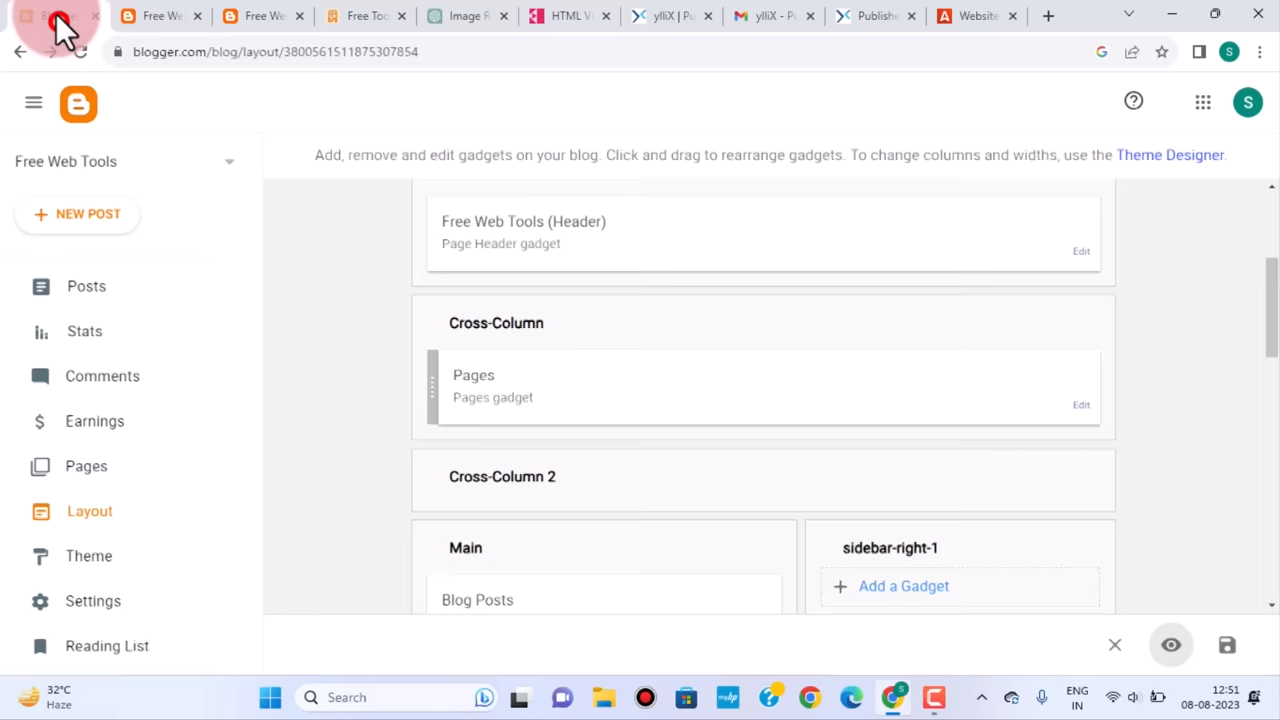 Free We
Free We
Free Too
Image
HTML V
ylliX | Pu
ylliX - Pu
Publishe
Website
blogger.com/blog/layout/3800561511875307854
S
S
Free Web Tools
Add, remove and edit gadgets on your blog. Click and drag to rearrange gadgets. To change columns and widths, use the Theme Designer.
NEW POST
Free Web Tools (Header)
Page Header gadget
Edit
Posts
Stats
Cross-Column
Comments
Pages
Pages gadget
Edit
Earnings
Pages
Cross-Column 2
Layout
Main
sidebar-right-1
Theme
Add a Gadget
Settings
Blog Posts
Reading List
32°C
Haze
Search
ENG
IN
12:51
08-08-2023